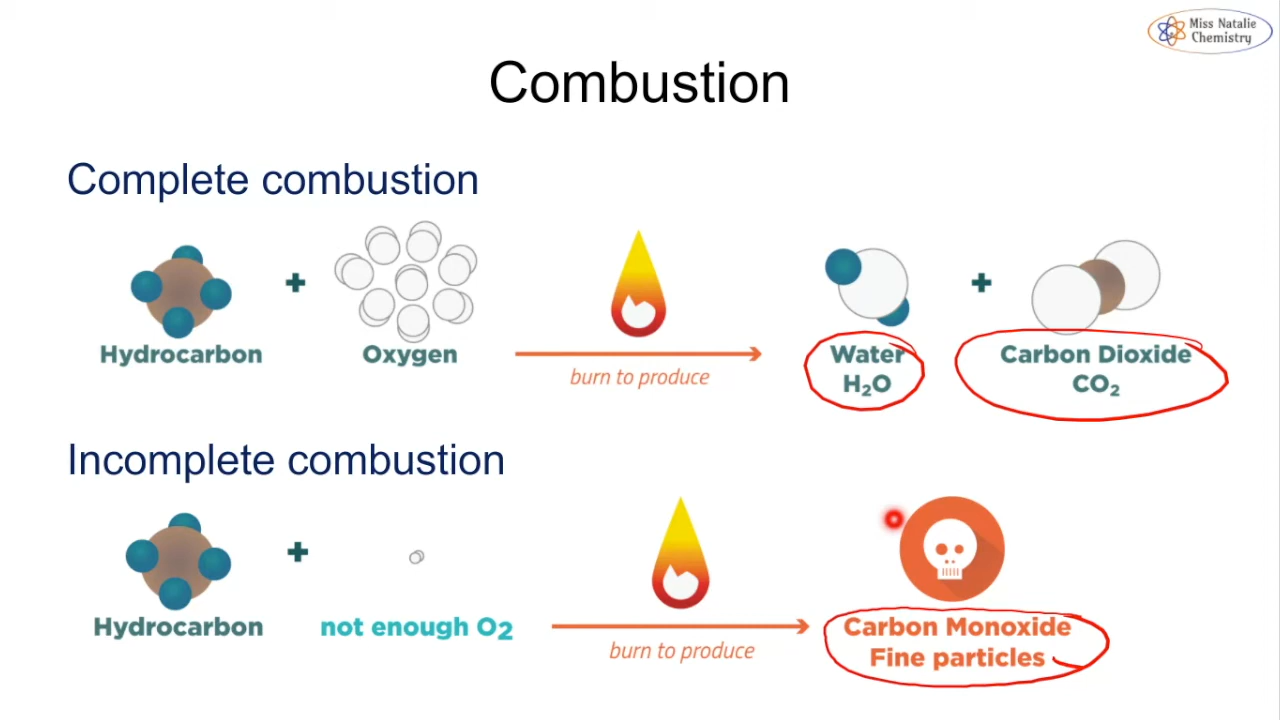 Miss Natalie
Chemistry
Combustion
Complete combustion
+
+
Hydrocarbon
Oxygen
burn to produce
Water
H₂O
Carbon Dioxide
CO₂
Incomplete combustion
+
Hydrocarbon
not enough O2
burn to produce
Carbon Monoxide
Fine particles